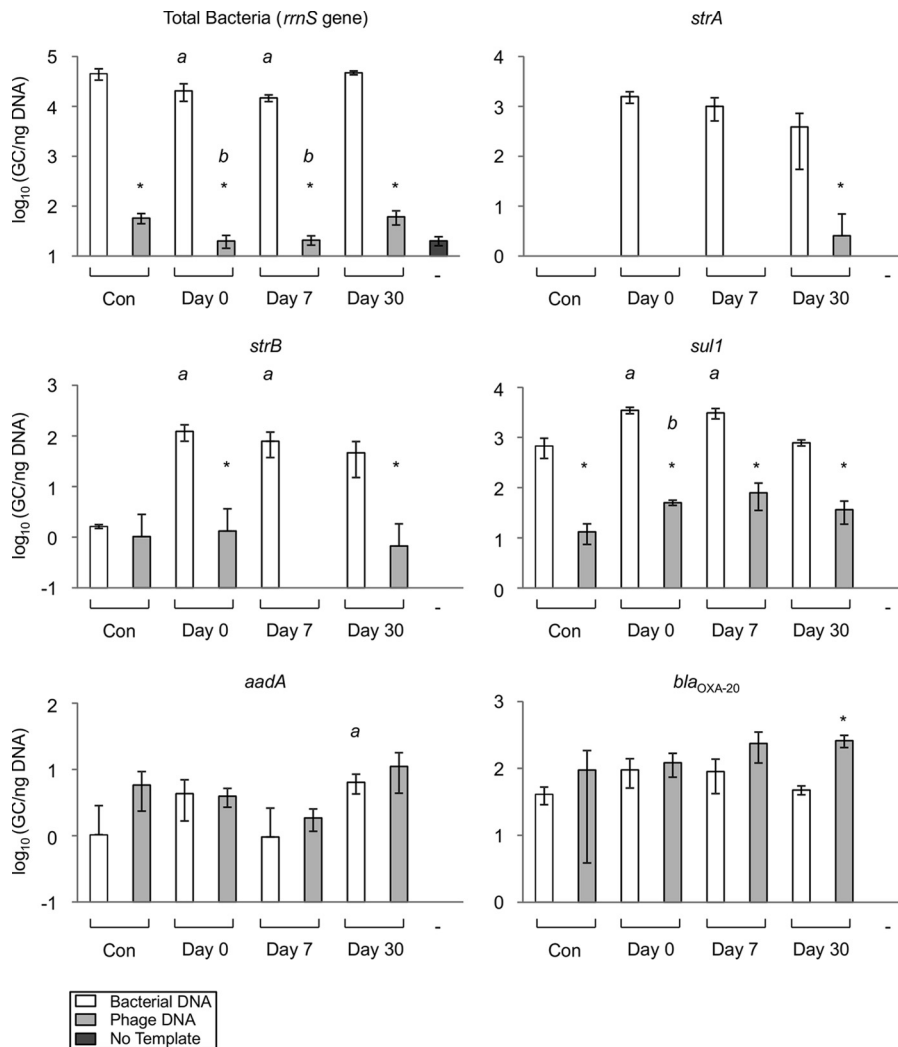 Total Bacteria (rrnS gene)
log10 (GC/ng DNA)
5
4
3
2
1
a
a
b
b
*
*
*
*
Con
Day 0
Day 7
Day 30
-
strA
4
3
2
1
0
*
Con
Day 0
Day 7
Day 30
-
strB
log10 (GC/ng DNA)
3
2
1
0
-1
a
a
*
*
Con
Day 0
Day 7
Day 30
-
sul1
4
3
2
1
0
a
a
b
*
*
*
*
Con
Day 0
Day 7
Day 30
-
aadA
log10 (GC/ng DNA)
2
1
0
-1
a
Con
Day 0
Day 7
Day 30
-
blaOXA-20
3
2
1
0
*
Con
Day 0
Day 7
Day 30
-
Bacterial DNA
Phage DNA
No Template